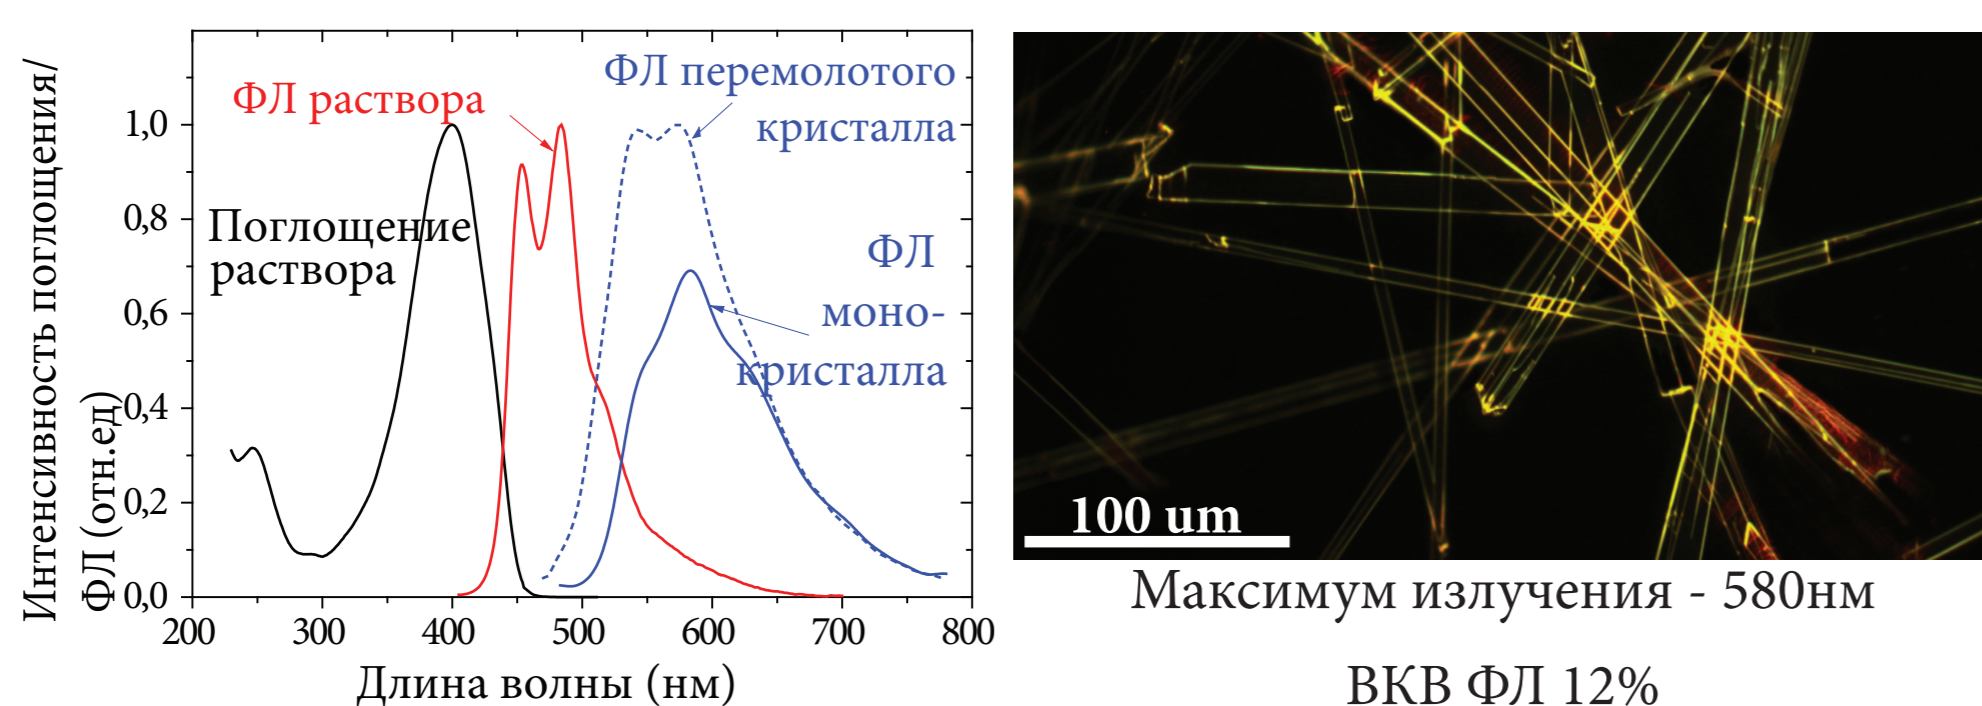 Интенсивность поглощения/
ФЛ (отн.ед)
1,0
0,8
0,6
0,4
0,2
0,0
200 300 400 500 600 700 800
Длина волны (нм)
ФЛ раствора
Поглощение
раствора
ФЛ перемолотого
кристалла
ФЛ
моно-
кристалла
100 um
Максимум излучения - 580нм
ВКВ ФЛ 12%